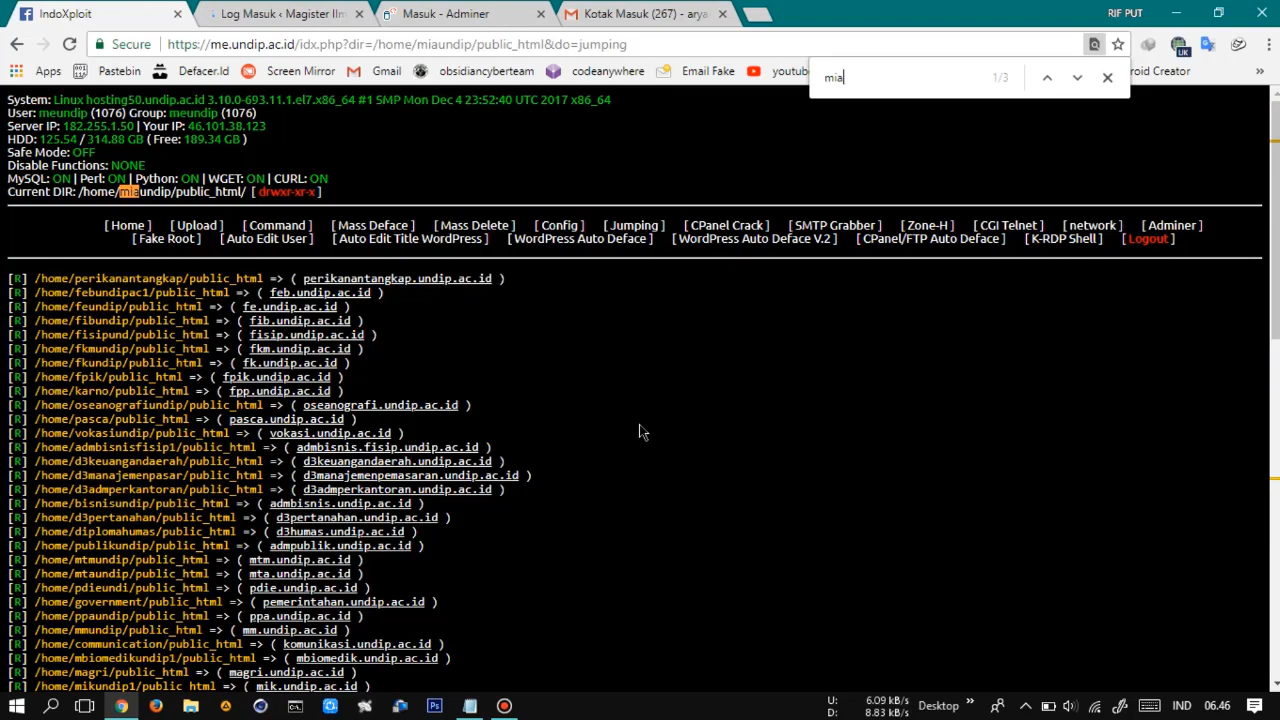 IndoXploit
Log Masuk ‹ Magister Ilm
Masuk - Adminer
Kotak Masuk (267) - arya
RIF PUT
Secure
https://me.undip.ac.id/idx.php?dir=/home/miaundip/public_html&do=jumping
Apps
Pastebin
Defacer.Id
Screen Mirror
Gmail
obsidiancyberteam
codeanywhere
Email Fake
youtub
roid Creator
mia
1/3
UK
System: Linux hosting50.undip.ac.id 3.10.0-693.11.1.el7.x86_64 #1 SMP Mon Dec 4 23:52:40 UTC 2017 x86_64
User: meundip (1076) Group: meundip (1076)
Server IP: 182.255.1.50 | Your IP: 46.101.38.123
HDD: 125.54 / 314.88 GB ( Free: 189.34 GB )
Safe Mode: OFF
Disable Functions: NONE
MySQL: ON | Perl: ON | Python: ON | WGET: ON | CURL: ON
Current DIR: /home/miaundip/public_html/ [ drwxr-xr-x ]
[ Home ] [ Upload ] [ Command ] [ Mass Deface ] [ Mass Delete ] [ Config ] [ Jumping ] [ CPanel Crack ] [ SMTP Grabber ] [ Zone-H ] [ CGI Telnet ] [ network ] [ Adminer ]
[ Fake Root ] [ Auto Edit User ] [ Auto Edit Title WordPress ] [ WordPress Auto Deface ] [ WordPress Auto Deface V.2 ] [ CPanel/FTP Auto Deface ] [ K-RDP Shell ] [ Logout ]
[R] /home/perikanantangkap/public_html => ( perikanantangkap.undip.ac.id )
[R] /home/febundipac1/public_html => ( feb.undip.ac.id )
[R] /home/feundip/public_html => ( fe.undip.ac.id )
[R] /home/fibundip/public_html => ( fib.undip.ac.id )
[R] /home/fisipund/public_html => ( fisip.undip.ac.id )
[R] /home/fkmundip/public_html => ( fkm.undip.ac.id )
[R] /home/fkundip/public_html => ( fk.undip.ac.id )
[R] /home/fpik/public_html => ( fpik.undip.ac.id )
[R] /home/karno/public_html => ( fpp.undip.ac.id )
[R] /home/oseanografiundip/public_html => ( oseanografi.undip.ac.id )
[R] /home/pasca/public_html => ( pasca.undip.ac.id )
[R] /home/vokasiundip/public_html => ( vokasi.undip.ac.id )
[R] /home/admbisnisfisip1/public_html => ( admbisnis.fisip.undip.ac.id )
[R] /home/d3keuangandaerah/public_html => ( d3keuangandaerah.undip.ac.id )
[R] /home/d3manajemenpasar/public_html => ( d3manajemenpemasaran.undip.ac.id )
[R] /home/d3admperkantoran/public_html => ( d3admperkantoran.undip.ac.id )
[R] /home/bisnisundip/public_html => ( admbisnis.undip.ac.id )
[R] /home/d3pertanahan/public_html => ( d3pertanahan.undip.ac.id )
[R] /home/diplomahumas/public_html => ( d3humas.undip.ac.id )
[R] /home/publikundip/public_html => ( admpublik.undip.ac.id )
[R] /home/mtmundip/public_html => ( mtm.undip.ac.id )
[R] /home/mtaundip/public_html => ( mta.undip.ac.id )
[R] /home/pdieundi/public_html => ( pdie.undip.ac.id )
[R] /home/government/public_html => ( pemerintahan.undip.ac.id )
[R] /home/ppaundip/public_html => ( ppa.undip.ac.id )
[R] /home/mmundip/public_html => ( mm.undip.ac.id )
[R] /home/communication/public_html => ( komunikasi.undip.ac.id )
[R] /home/mbiomedikundip1/public_html => ( mbiomedik.undip.ac.id )
[R] /home/magri/public_html => ( magri.undip.ac.id )
[R] /home/mikundip1/public_html => ( mik.undip.ac.id )
Ps
U: 6.09 kB/s
D: 8.83 kB/s
Desktop
IND
06.46